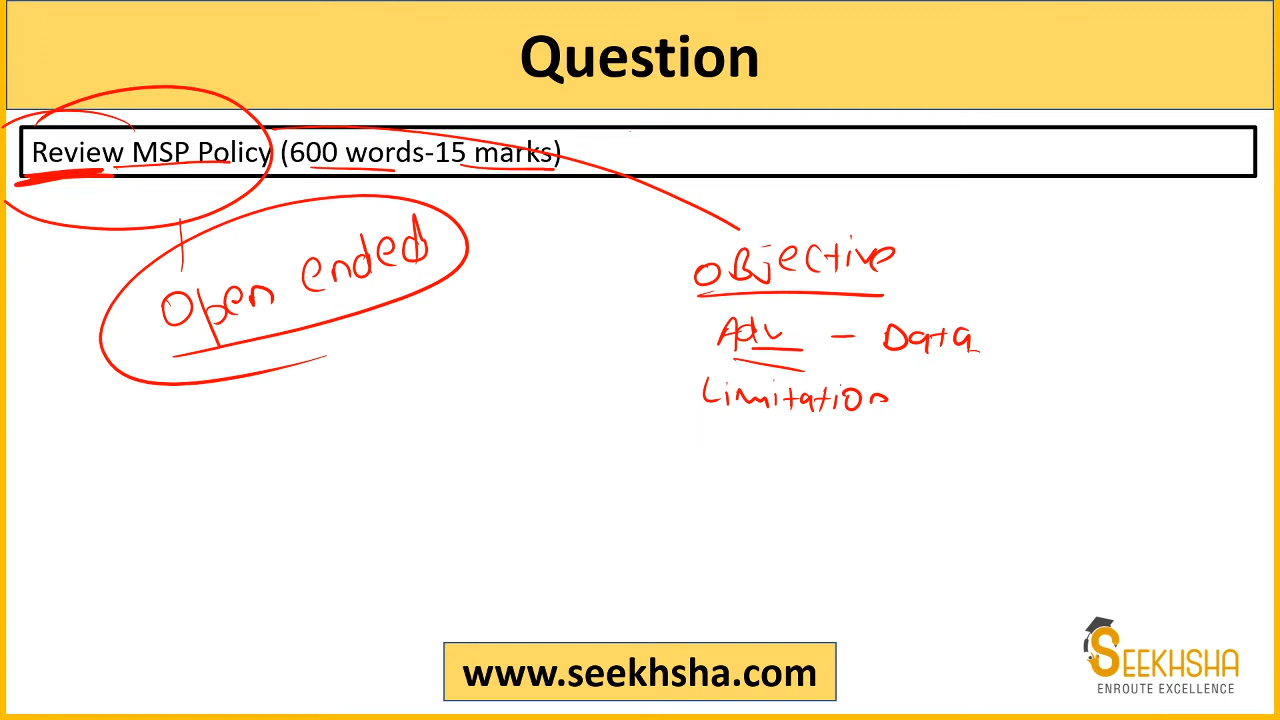 Question
Review MSP Policy (600 words-15 marks)
Open ended
Objective
Adv - Data
Limitation
www.seekhsha.com
SEEKHSHA
ENROUTE EXCELLENCE